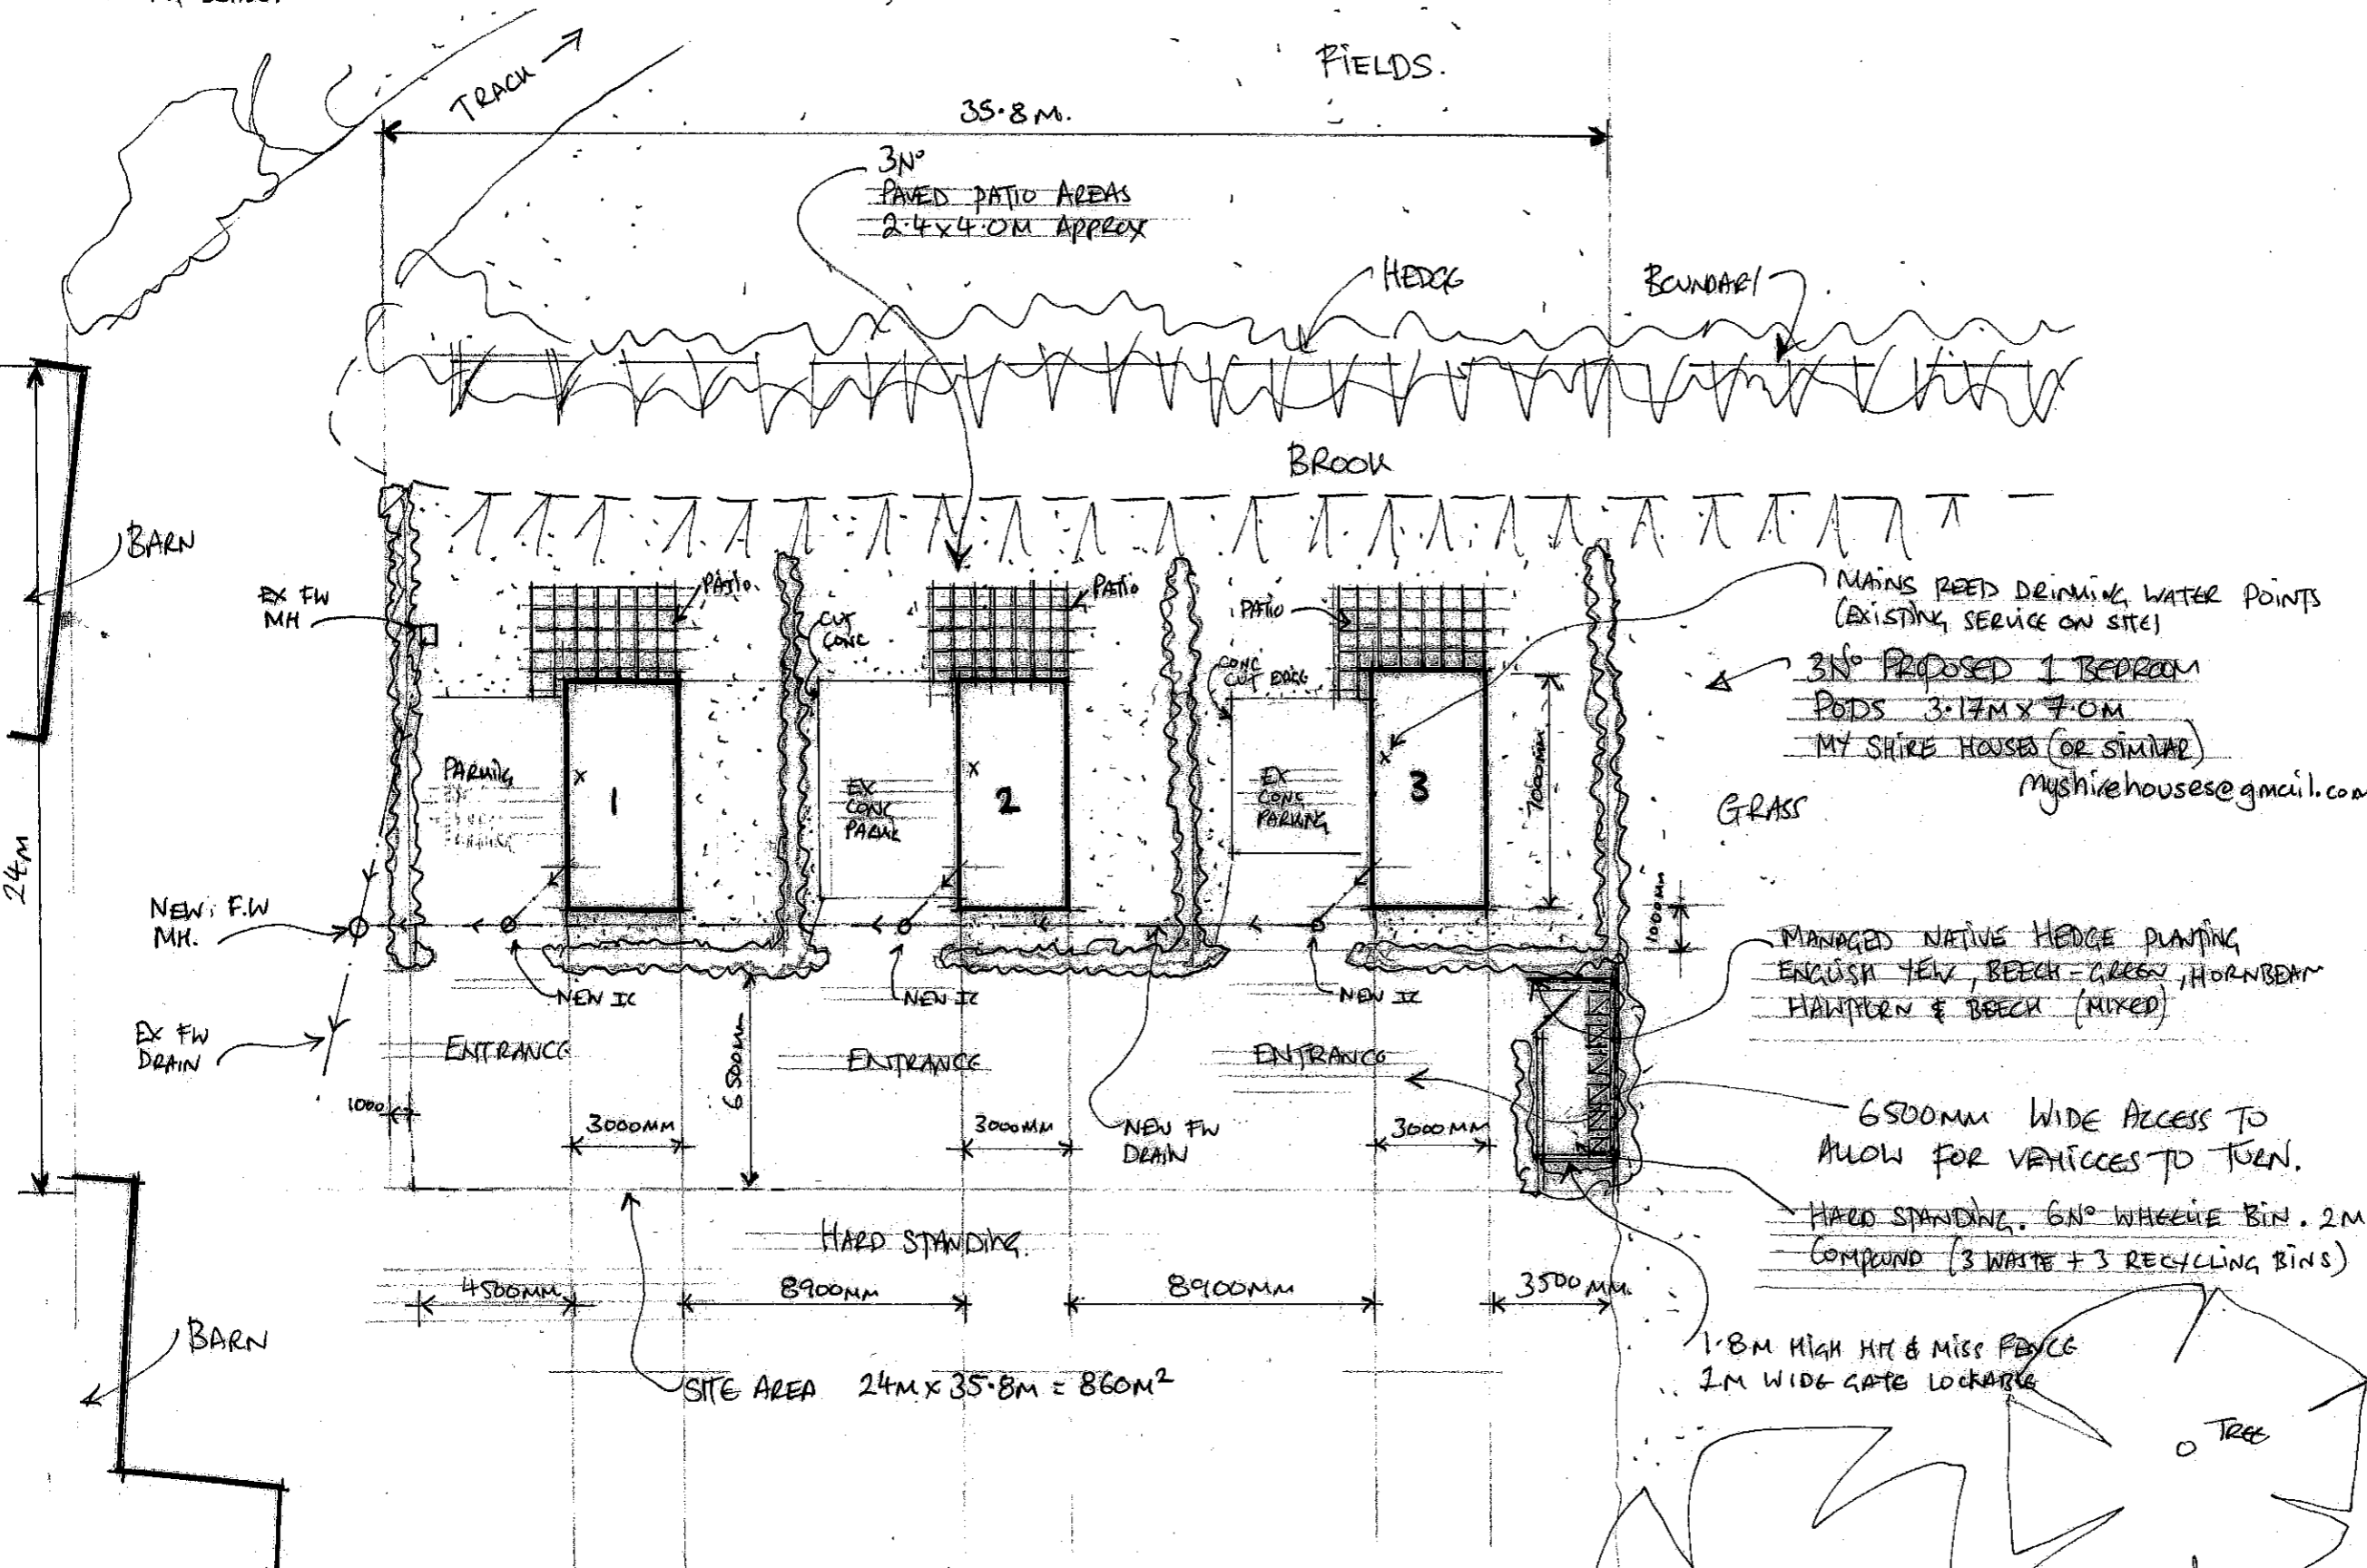 FIELDS.
TRACK
35.8M.
3No
PAVED PATIO AREAS
2.4x4.0M APPROX
HEDGE
BOUNDARY
BROOK
BARN
EX FW
MH
PATIO.
CUT
CONC
PATIO
PATIO
CONC
CUT EDGE
MAINS REED DRINKING WATER POINTS
(EXISTING SERVICE ON SITE)
3No PROPOSED 1 BEDROOM
PODS 3.17M x 7.0M
MY SHIRE HOUSES (OR SIMILAR)
myshirehouses@gmail.com
GRASS
PARKING
1
EX
CONC
PARK
2
EX
CONC
PARKING
3
7000MM
24M
NEW F.W
MH.
1000MM
MANAGED NATIVE HEDGE PLANTING
ENGLISH YEW, BEECH-GREEN, HORNBEAM
HAWTHORN & BEECH (MIXED)
NEW IC
NEW IC
NEW IC
EX FW
DRAIN
ENTRANCE
6500MM
ENTRANCE
ENTRANCE
1000
3000MM
3000MM
NEW FW
DRAIN
3000MM
6500MM WIDE ACCESS TO
ALLOW FOR VEHICLES TO TURN.
HARD STANDING. 6No WHEELIE BIN. 2M
COMPOUND (3 WASTE + 3 RECYCLING BINS)
HARD STANDING.
4500MM
8900MM
8900MM
3500MM.
BARN
1.8M HIGH HIT & MISS FENCE
1M WIDE GATE LOCKABLE
SITE AREA 24M x 35.8M = 860M²
TREE